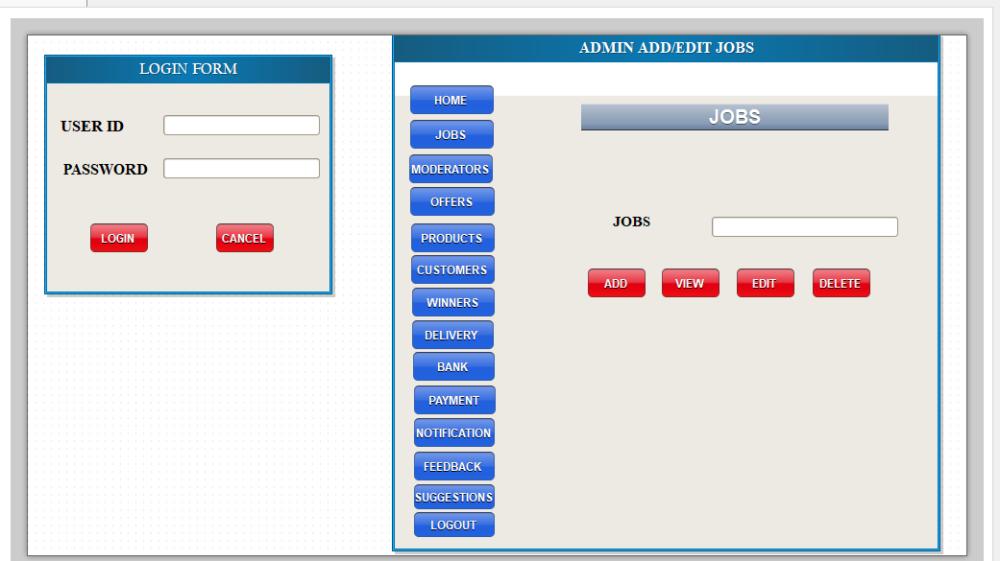 LOGIN FORM
USER ID
PASSWORD
LOGIN
CANCEL
ADMIN ADD/EDIT JOBS
HOME
JOBS
MODERATORS
OFFERS
PRODUCTS
CUSTOMERS
WINNERS
DELIVERY
BANK
PAYMENT
NOTIFICATION
FEEDBACK
SUGGESTIONS
LOGOUT
JOBS
JOBS
ADD
VIEW
EDIT
DELETE